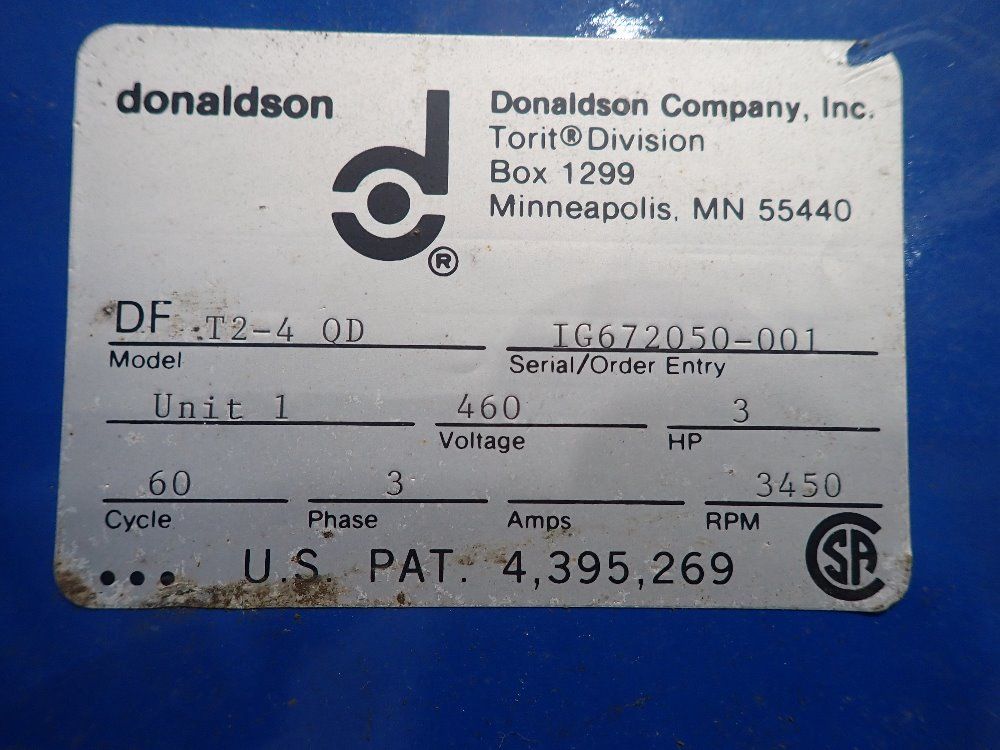 donaldson
d
®
Donaldson Company, Inc.
Torit® Division
Box 1299
Minneapolis, MN 55440
DF T2-4 QD
Model
IG672050-001
Serial/Order Entry
Unit 1
460
Voltage
3
HP
60
Cycle
3
Phase
Amps
3450
RPM
••• U.S. PAT. 4,395,269
SA